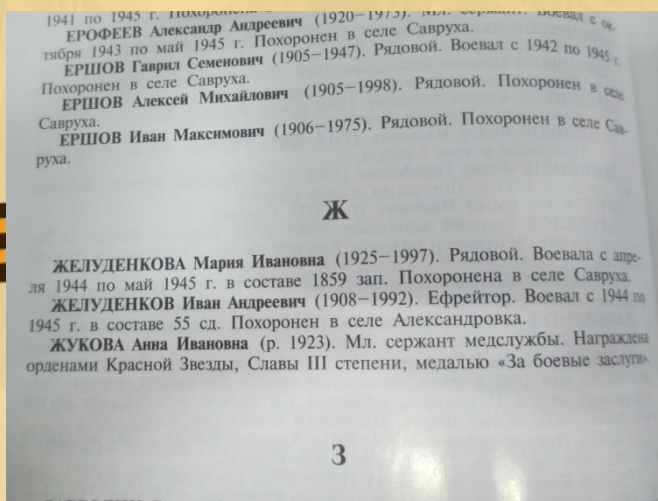 1941 по 1945 г. Похоронена
ЕРОФЕЕВ Александр Андреевич (1920—1973). Мл. сержант. Воевал с ок-
тября 1943 по май 1945 г. Похоронен в селе Савруха.
ЕРШОВ Гаврил Семенович (1905-1947). Рядовой. Воевал с 1942 по 1945 г.
Похоронен в селе Савруха.
ЕРШОВ Алексей Михайлович (1905—1998). Рядовой. Похоронен в селе
Савруха.
ЕРШОВ Иван Максимович (1906—1975). Рядовой. Похоронен в селе Сав-
руха.
Ж
ЖЕЛУДЕНКОВА Мария Ивановна (1925-1997). Рядовой. Воевала с апре-
ля 1944 по май 1945 г. в составе 1859 зап. Похоронена в селе Савруха.
ЖЕЛУДЕНКОВ Иван Андреевич (1908—1992). Ефрейтор. Воевал с 1944 по
1945 г. в составе 55 сд. Похоронен в селе Александровка.
ЖУКОВА Анна Ивановна (р. 1923). Мл. сержант медслужбы. Награждена
орденами Красной Звезды, Славы III степени, медалью «За боевые заслуги».
З